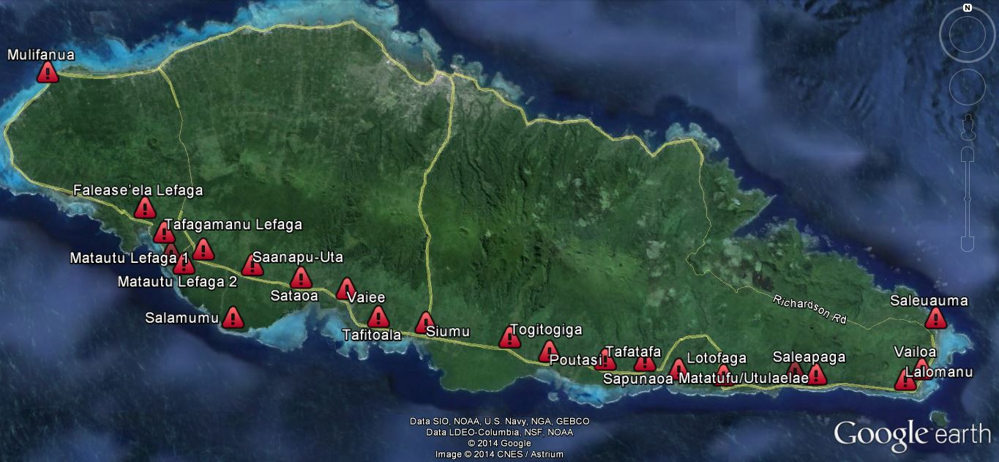 N
Mulifanua
Falease'ela Lefaga
Tafagamanu Lefaga
Matautu Lefaga 1
Saanapu-Uta
Matautu Lefaga 2
Sataoa
Vaiee
Salamumu
Tafitoala
Siumu
Togitogiga
Poutasi
Tafatafa
Sapunaoa
Lotofaga
Matatufu/Utulaelae
Saleapaga
Richardson Rd
Saleuauma
Vailoa
Lalomanu
Data SIO, NOAA, U.S. Navy, NGA, GEBCO
Data LDEO-Columbia, NSF, NOAA
© 2014 Google
Image © 2014 CNES / Astrium
Google earth